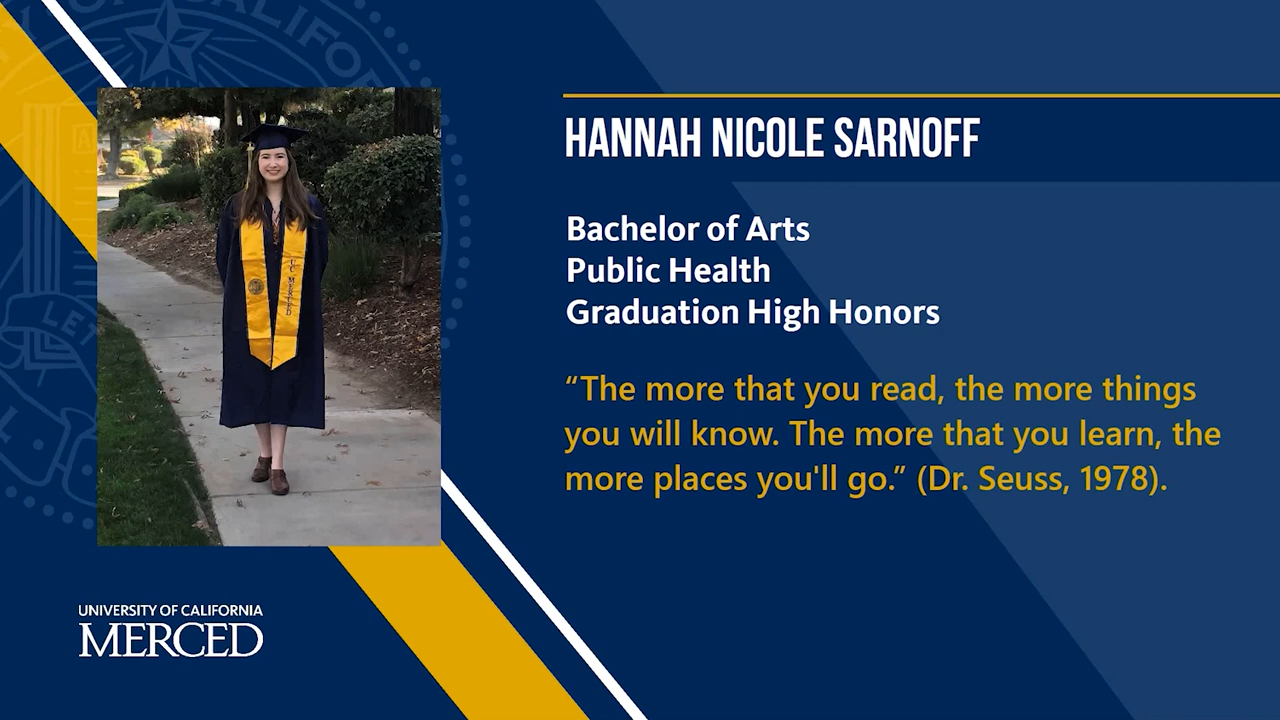 HANNAH NICOLE SARNOFF
Bachelor of Arts
Public Health
Graduation High Honors
“The more that you read, the more things
you will know. The more that you learn, the
more places you'll go.” (Dr. Seuss, 1978).
UC MERCED
UNIVERSITY OF CALIFORNIA
MERCED